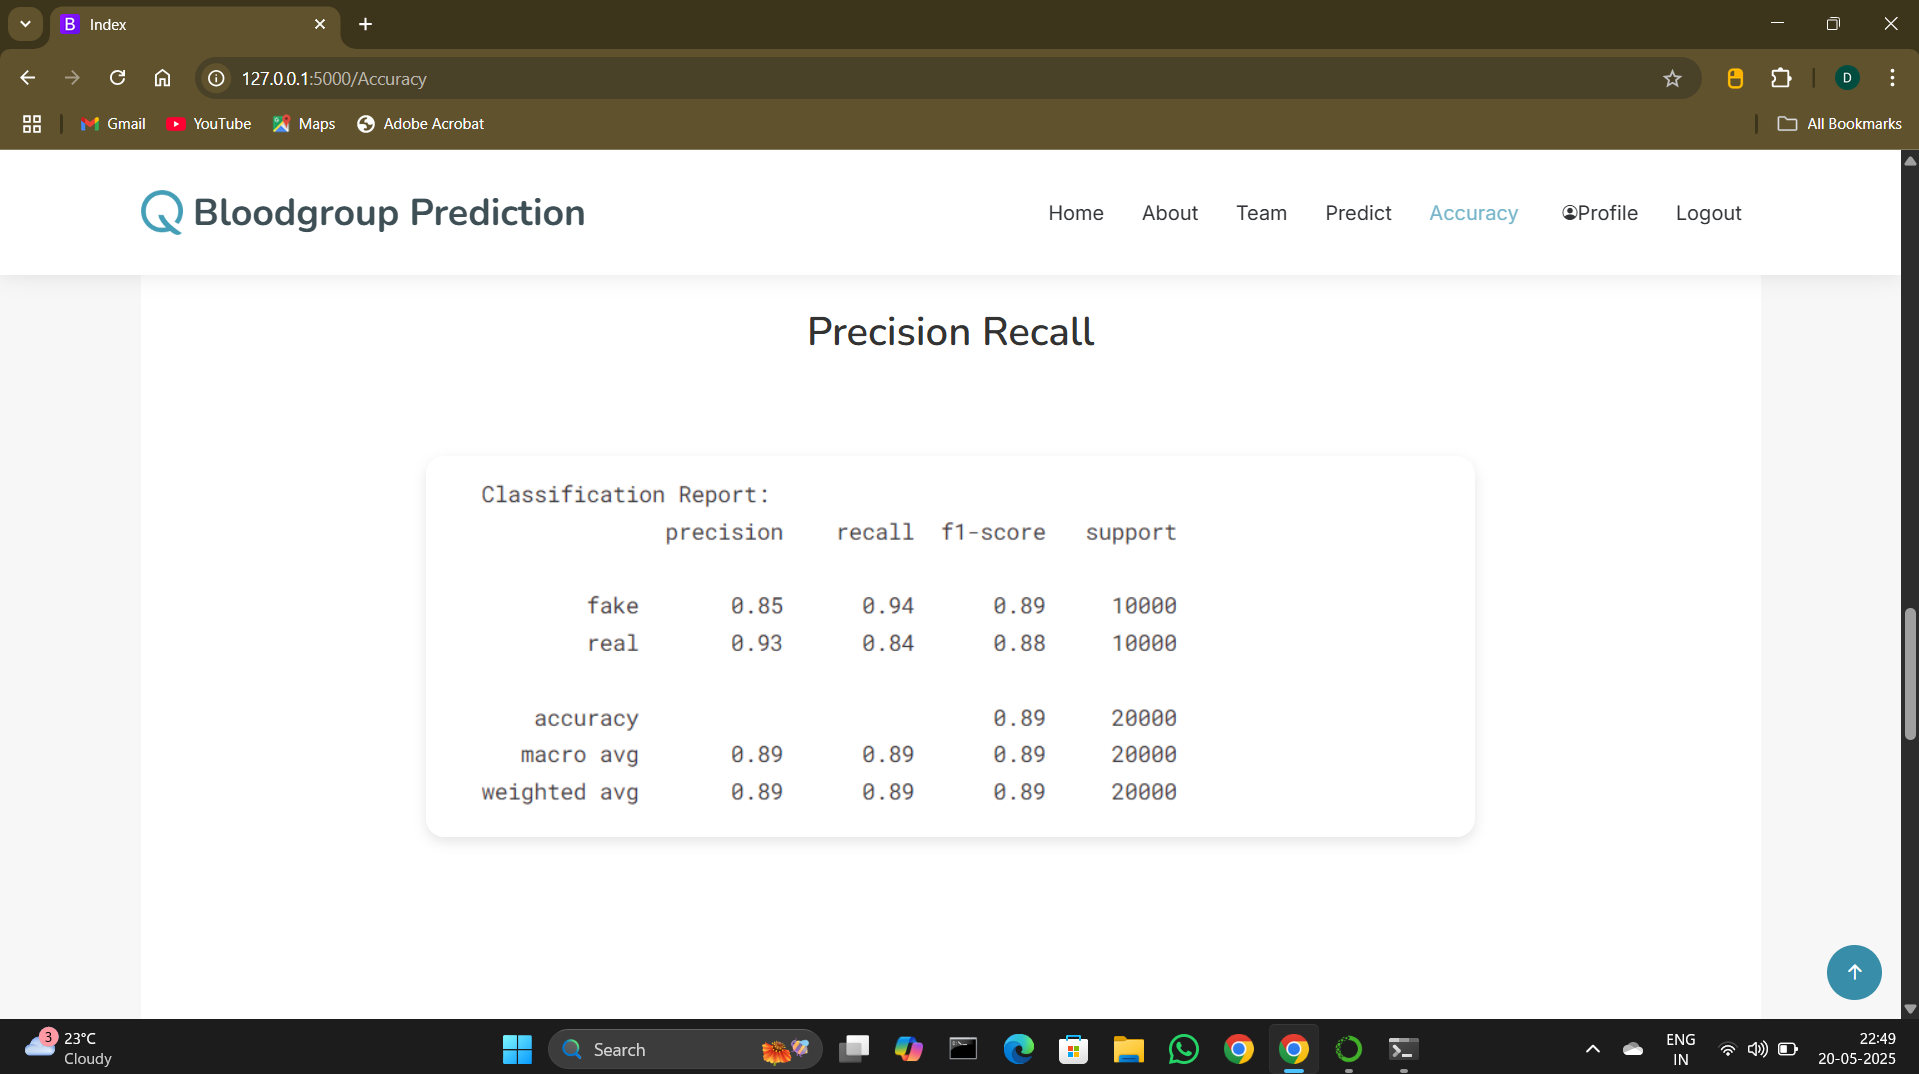 B Index
127.0.0.1:5000/Accuracy
D
Gmail YouTube Maps Adobe Acrobat All Bookmarks
Bloodgroup Prediction Home About Team Predict Accuracy Profile Logout
Precision Recall
Classification Report:
precision recall f1-score support
fake 0.85 0.94 0.89 10000
real 0.93 0.84 0.88 10000
accuracy 0.89 20000
macro avg 0.89 0.89 0.89 20000
weighted avg 0.89 0.89 0.89 20000
3 23°C
Cloudy
Search
ENG
IN
22:49
20-05-2025